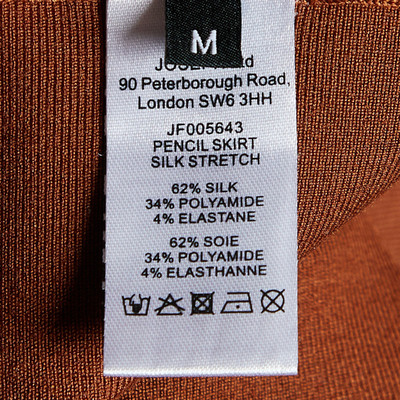 M
90 Peterborough Road,
London SW6 3HH
JF005643
PENCIL SKIRT
SILK STRETCH
62% SILK
34% POLYAMIDE
4% ELASTANE
62% SOIE
34% POLYAMIDE
4% ELASTHANNE